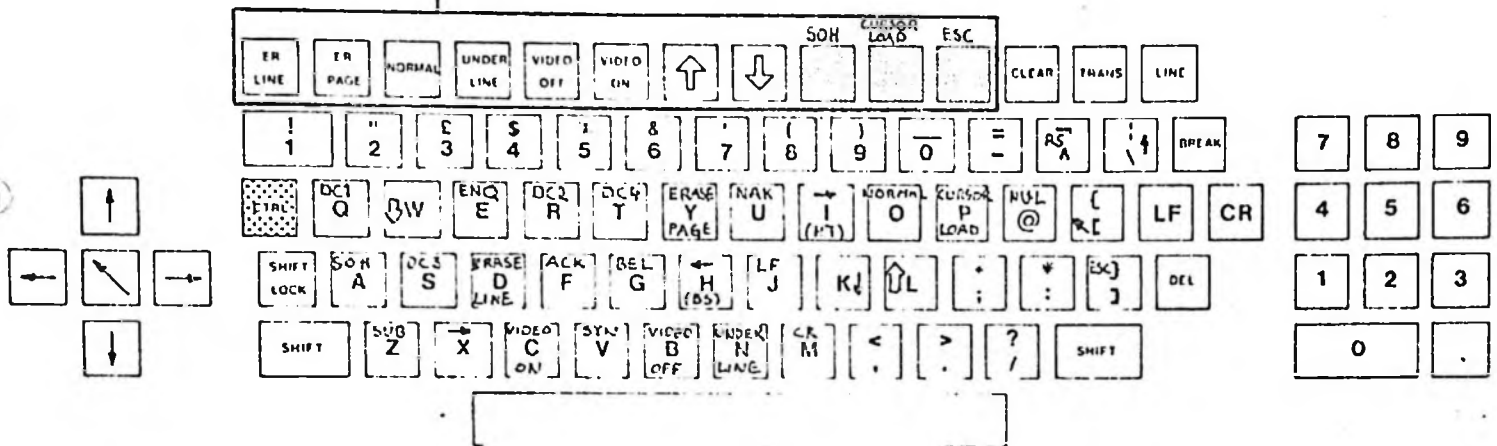 SOH CURSOR LOAD ESC
ER LINE ER PAGE NORMAL UNDER LINE VIDEO OFF VIDEO ON ⇧ ⇩ CLEAR TRANS LINE
! 1 " 2 £ 3 $ 4 5 & 6 ' 7 ( 8 ) 9 0 = - RS ^ \ BREAK 7 8 9
CTRL DC1 Q ⇩ W ENQ E DC2 R DC4 T ERASE Y PAGE NAK U → I (HT) NORMAL O CURSOR P LOAD NUL @ { [ LF CR 4 5 6
↑
← ↖ → SHIFT LOCK SOH A DC3 S ERASE D LINE ACK F BEL G ← H (BS) LF J K ↓ ⇧ L + ; * : ESC } ] DEL 1 2 3
↓ SHIFT SUB Z → X VIDEO C ON SYN V VIDEO B OFF UNDER N LINE CR M < , > . ? / SHIFT 0 .